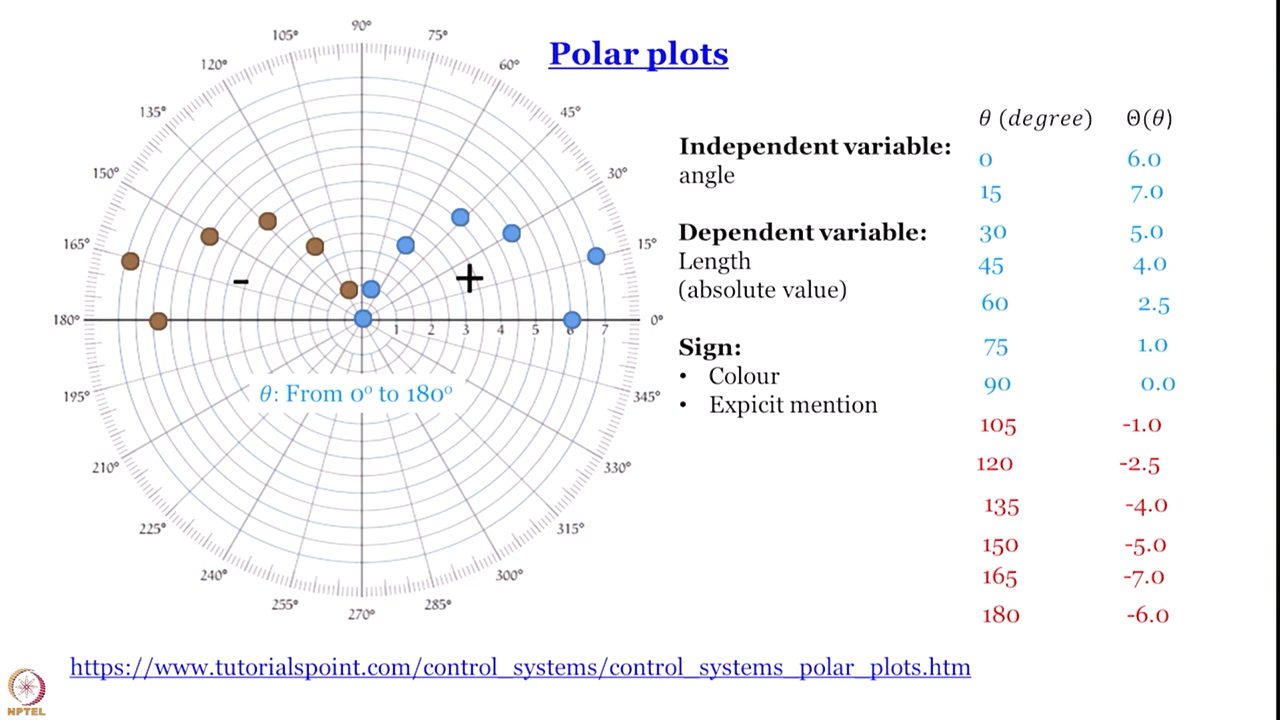 Polar plots
90°
105°
75°
120°
60°
135°
45°
150°
30°
165°
15°
180°
0°
1 2 3 4 5 6 7
-
+
θ: From 0⁰ to 180⁰
195°
345°
210°
330°
225°
315°
240°
300°
255°
285°
270°
Independent variable:
angle
Dependent variable:
Length
(absolute value)
Sign:
• Colour
• Expicit mention
θ (degree) Θ(θ)
0 6.0
15 7.0
30 5.0
45 4.0
60 2.5
75 1.0
90 0.0
105 -1.0
120 -2.5
135 -4.0
150 -5.0
165 -7.0
180 -6.0
https://www.tutorialspoint.com/control_systems/control_systems_polar_plots.htm
NPTEL